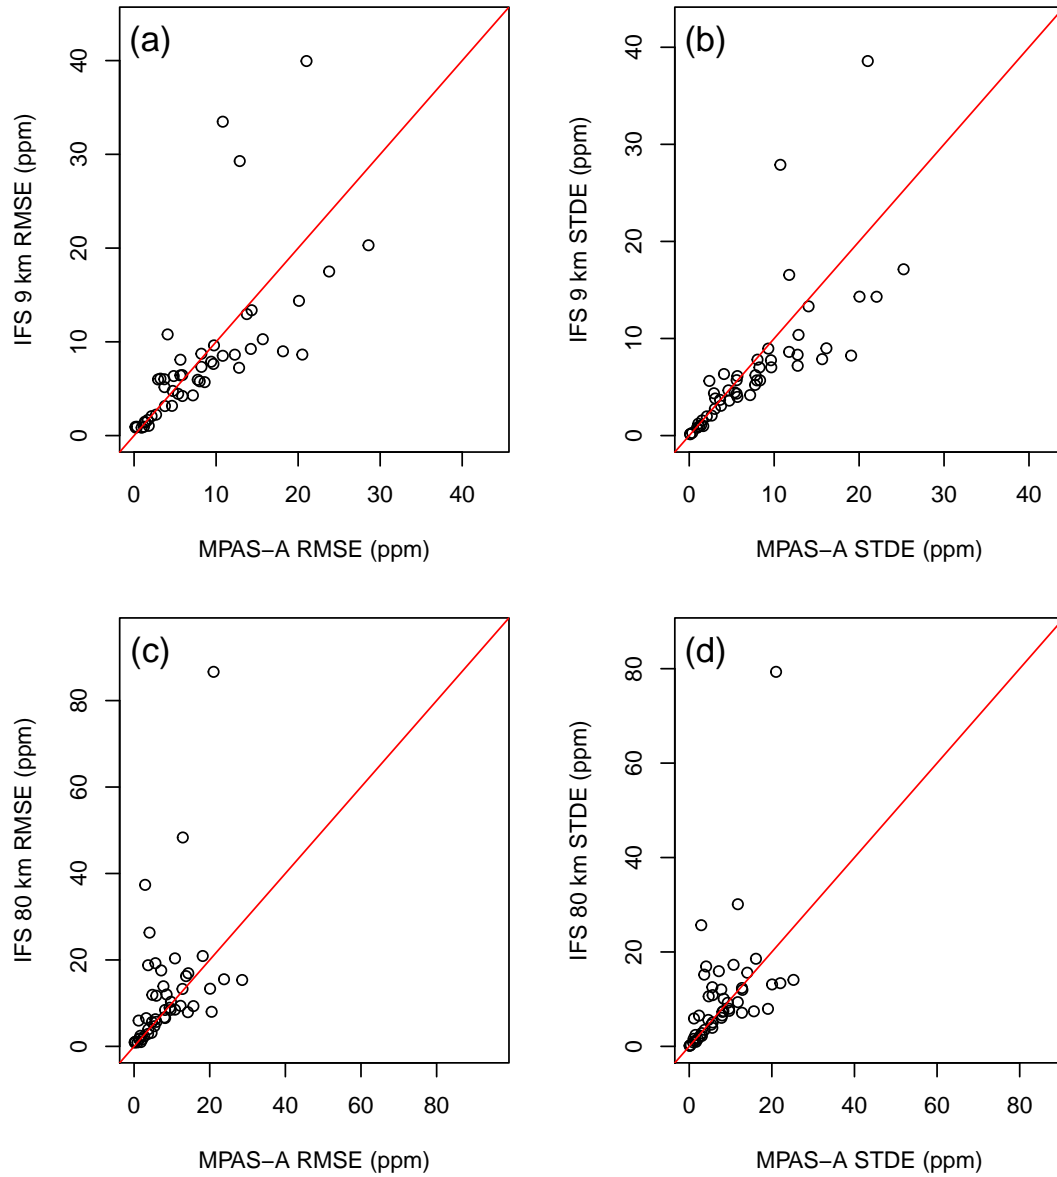 (a)
IFS 9 km RMSE (ppm)
0 10 20 30 40
0 10 20 30 40
MPAS−A RMSE (ppm)
(b)
IFS 9 km STDE (ppm)
0 10 20 30 40
0 10 20 30 40
MPAS−A STDE (ppm)
(c)
IFS 80 km RMSE (ppm)
0 20 40 60 80
0 20 40 60 80
MPAS−A RMSE (ppm)
(d)
IFS 80 km STDE (ppm)
0 20 40 60 80
0 20 40 60 80
MPAS−A STDE (ppm)